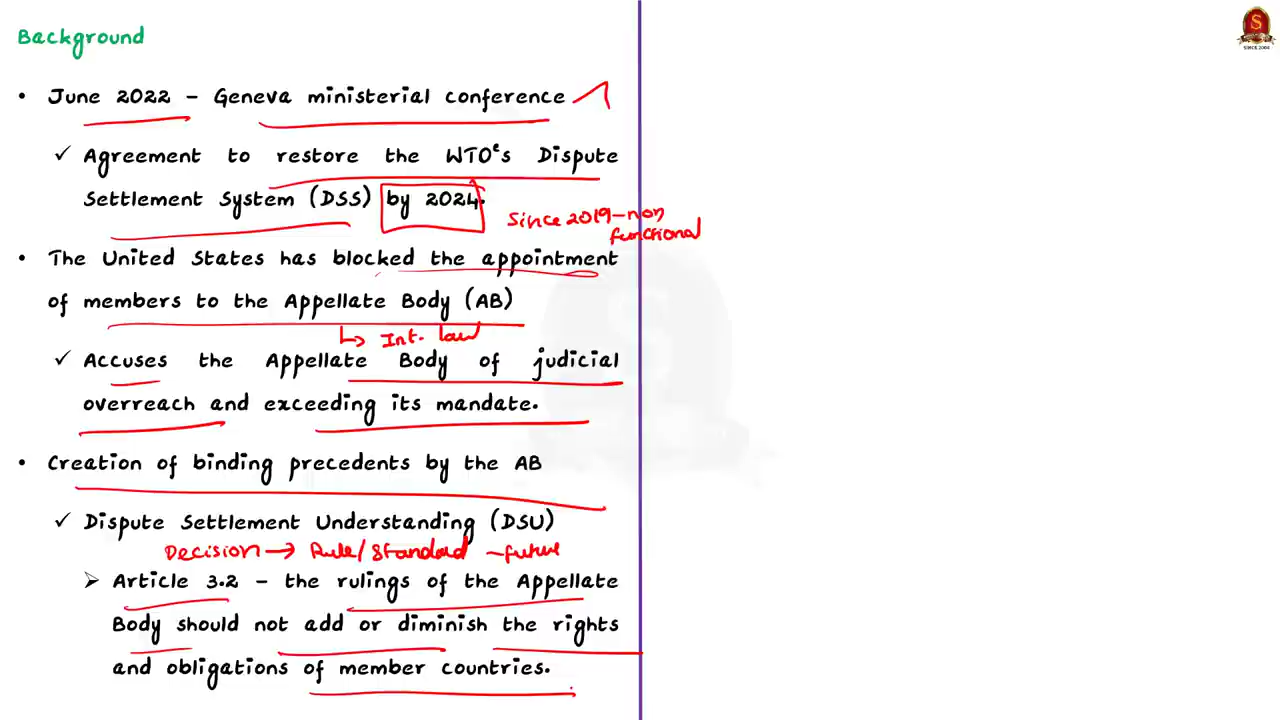 Background
• June 2022 – Geneva ministerial conference
✓ Agreement to restore the WTO's Dispute
Settlement System (DSS) by 2024.
Since 2019 – non
functional
• The United States has blocked the appointment
of members to the Appellate Body (AB)
↳ Int. law
✓ Accuses the Appellate Body of judicial
overreach and exceeding its mandate.
• Creation of binding precedents by the AB
✓ Dispute Settlement Understanding (DSU)
Decision → Rule/Standard – future
➢ Article 3.2 – the rulings of the Appellate
Body should not add or diminish the rights
and obligations of member countries.
S
SINCE 2004